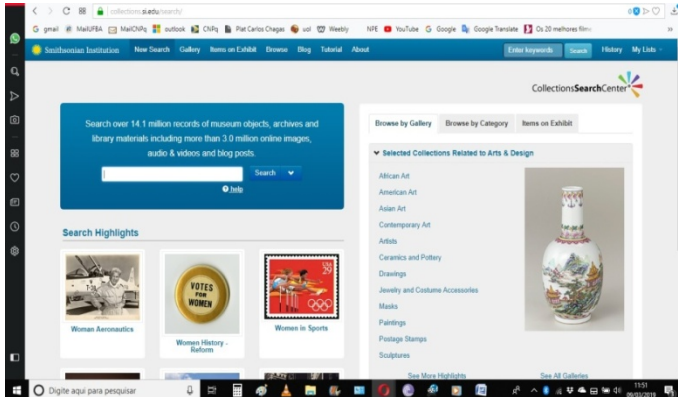 collections.si.edu/search/
gmail MailUFBA MailCNPq outlook CNPq Plat Carlos Chagas uol Weebly NPE YouTube Google Google Translate Os 20 melhores filme
Smithsonian Institution New Search Gallery Items on Exhibit Browse Blog Tutorial About Enter keywords Search History My Lists
CollectionsSearchCenter
Search over 14.1 million records of museum objects, archives and
library materials including more than 3.0 million online images,
audio & videos and blog posts.
Search
help
Search Highlights
T-38
VOTES
FOR
WOMEN
USA
29
Woman Aeronautics
Women History -
Reform
Women in Sports
Browse by Gallery Browse by Category Items on Exhibit
Selected Collections Related to Arts & Design
African Art
American Art
Asian Art
Contemporary Art
Artists
Ceramics and Pottery
Drawings
Jewelry and Costume Accessories
Masks
Paintings
Postage Stamps
Sculptures
See More Highlights See All Galleries
Digite aqui para pesquisar
11:51
09/03/2019